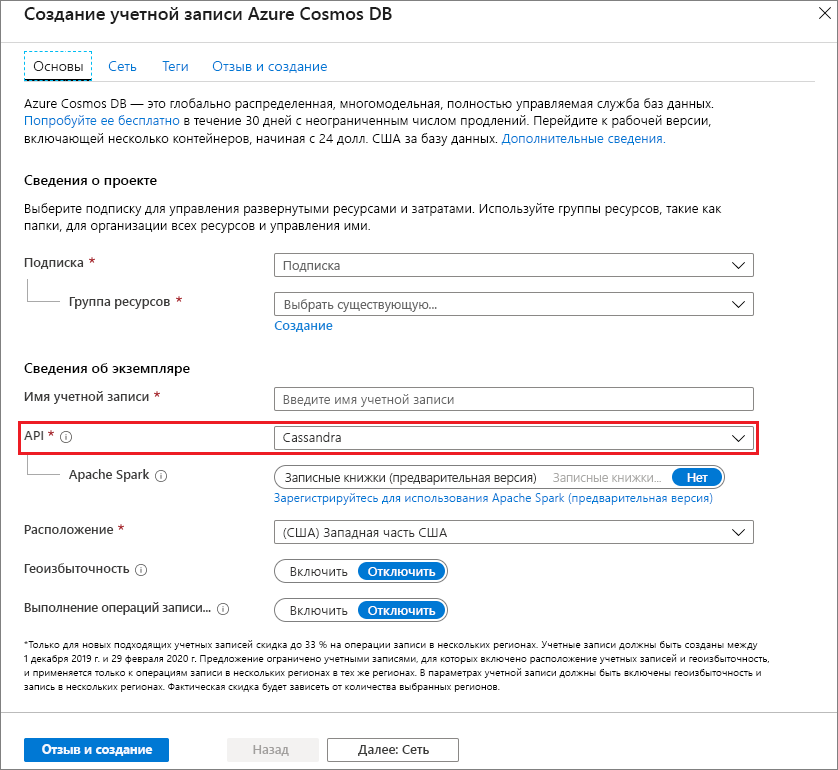 Создание учетной записи Azure Cosmos DB
Основы Сеть Теги Отзыв и создание
Azure Cosmos DB — это глобально распределенная, многомодельная, полностью управляемая служба баз данных.
Попробуйте ее бесплатно в течение 30 дней с неограниченным числом продлений. Перейдите к рабочей версии,
включающей несколько контейнеров, начиная с 24 долл. США за базу данных. Дополнительные сведения.
Сведения о проекте
Выберите подписку для управления развернутыми ресурсами и затратами. Используйте группы ресурсов, такие как
папки, для организации всех ресурсов и управления ими.
Подписка * Подписка
Группа ресурсов * Выбрать существующую...
Создание
Сведения об экземпляре
Имя учетной записи * Введите имя учетной записи
API * Cassandra
Apache Spark Записные книжки (предварительная версия) Записные книжки... Нет
Зарегистрируйтесь для использования Apache Spark (предварительная версия)
Расположение * (США) Западная часть США
Геоизбыточность Включить Отключить
Выполнение операций записи... Включить Отключить
*Только для новых подходящих учетных записей скидка до 33 % на операции записи в нескольких регионах. Учетные записи должны быть созданы между
1 декабря 2019 г. и 29 февраля 2020 г. Предложение ограничено учетными записями, для которых включено расположение учетных записей и геоизбыточность,
и применяется только к операциям записи в нескольких регионах в тех же регионах. В параметрах учетной записи должны быть включены геоизбыточность и
запись в нескольких регионах. Фактическая скидка будет зависеть от количества выбранных регионов.
Отзыв и создание Назад Далее: Сеть